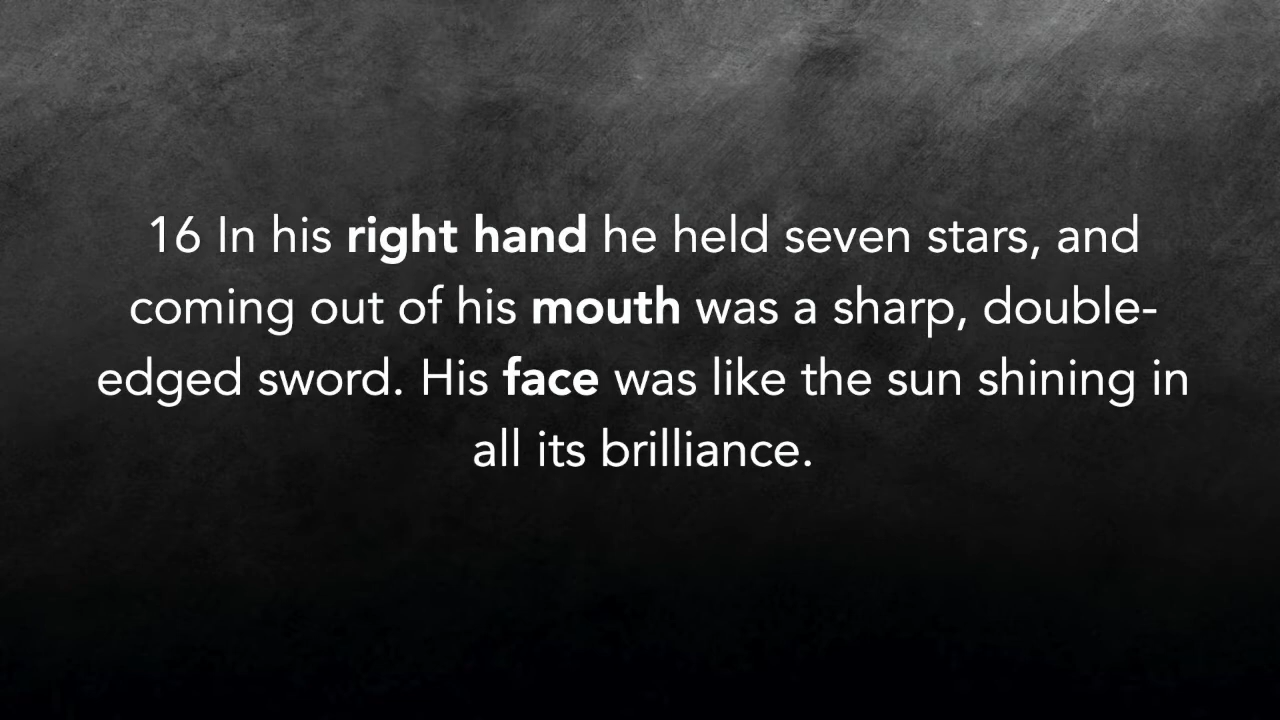 16 In his right hand he held seven stars, and
coming out of his mouth was a sharp, double-
edged sword. His face was like the sun shining in
all its brilliance.